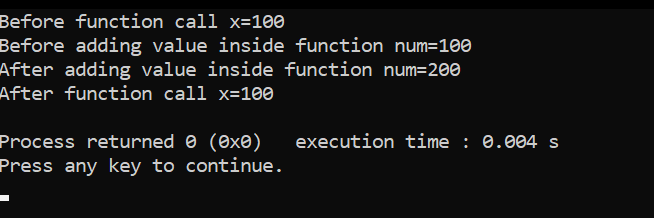 Before function call x=100
Before adding value inside function num=100
After adding value inside function num=200
After function call x=100
Process returned 0 (0x0)   execution time : 0.004 s
Press any key to continue.